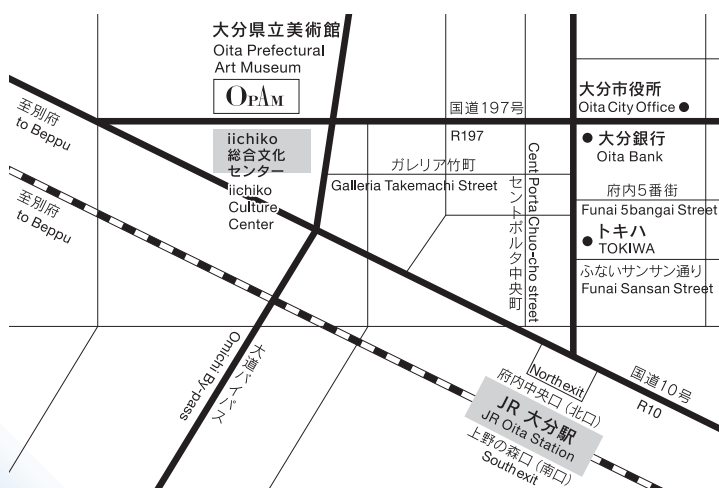 大分県立美術館
Oita Prefectural
Art Museum
OPAM
至別府
to Beppu
国道197号
R197
大分市役所
Oita City Office
大分銀行
Oita Bank
iichiko
総合文化
センター
iichiko
Culture
Center
ガレリア竹町
Galleria Takemachi Street
Cent Porta Chuo-cho street
セントポルタ中央町
府内5番街
Funai 5bangai Street
トキハ
TOKIWA
ふないサンサン通り
Funai Sansan Street
至別府
to Beppu
大道バイパス
Omichi By-pass
Northexit
府内中央口(北口)
国道10号
R10
JR 大分駅
JR Oita Station
上野の森口(南口)
Southexit